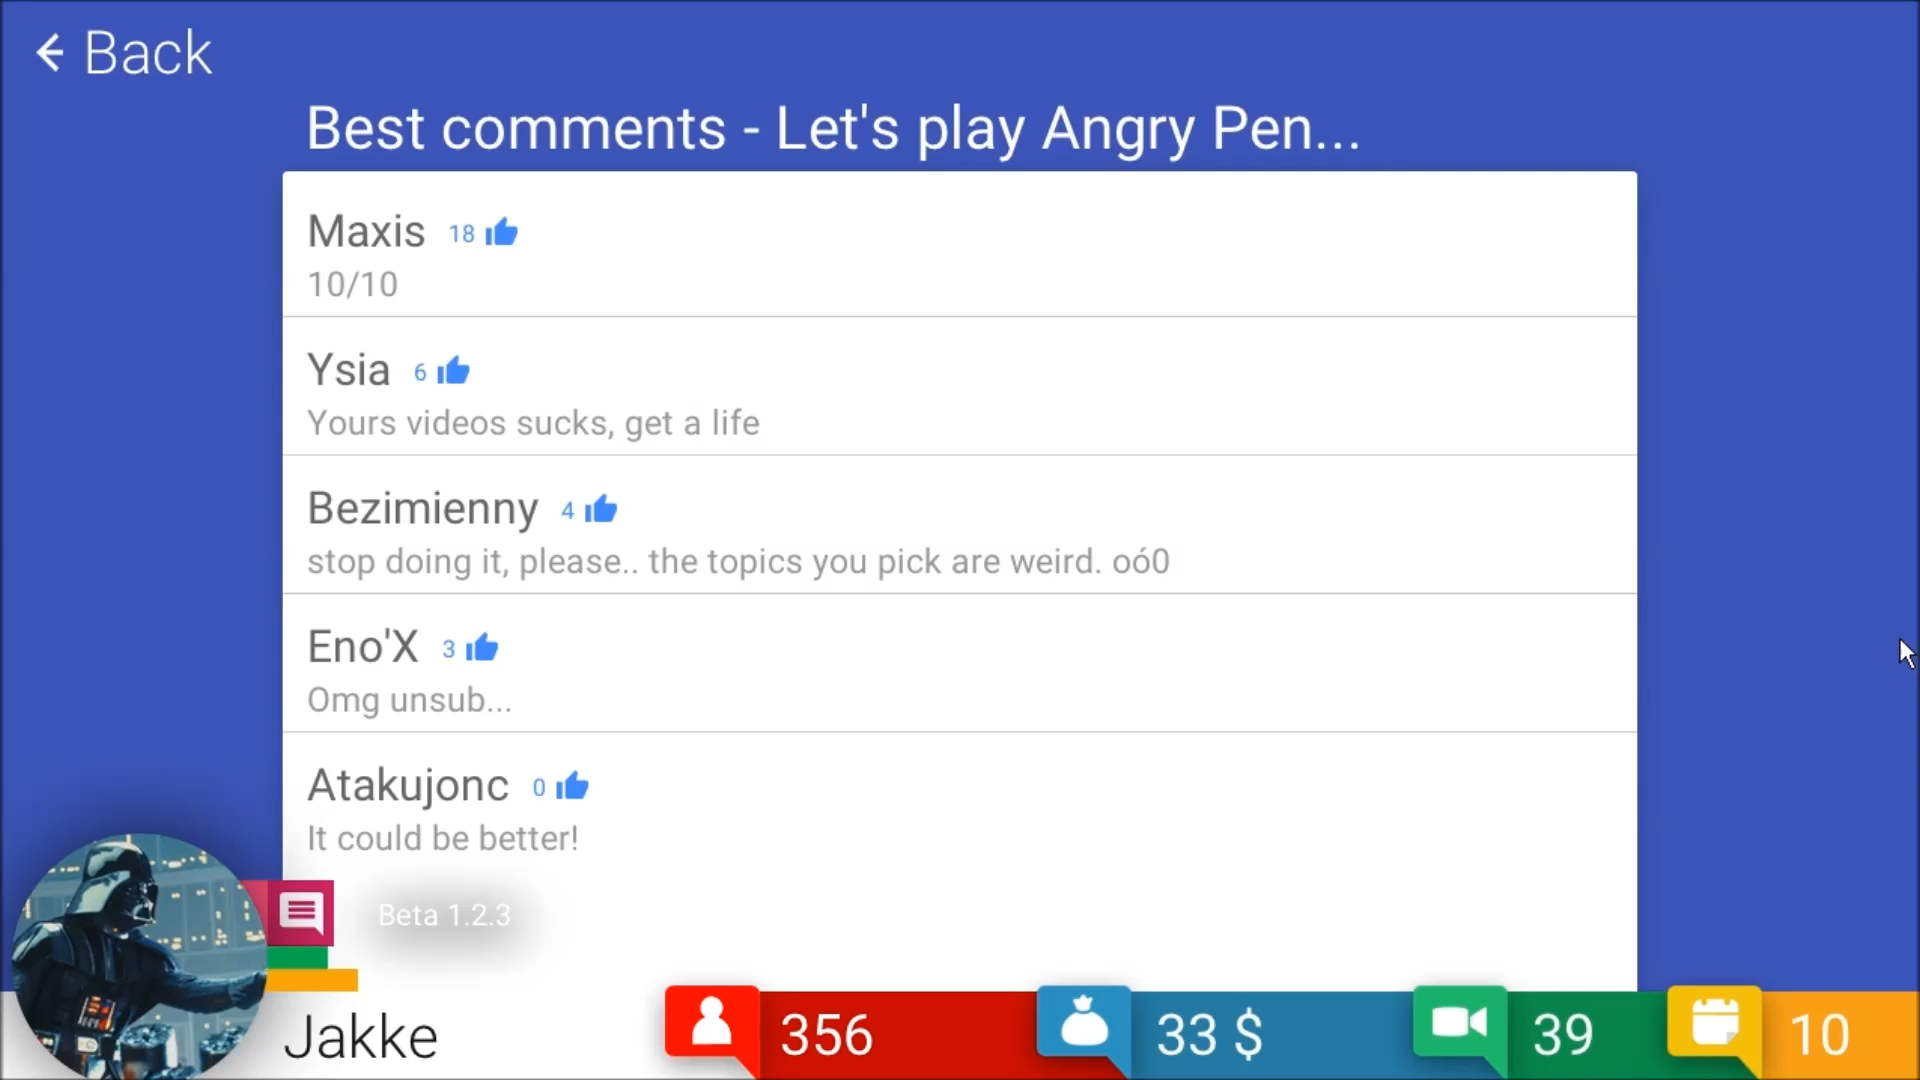 Back
Best comments - Let's play Angry Pen...
Maxis 18
10/10
Ysia 6
Yours videos sucks, get a life
Bezimienny 4
stop doing it, please.. the topics you pick are weird. oó0
Eno'X 3
Omg unsub...
Atakujonc 0
It could be better!
Beta 1.2.3
Jakke 356 33 $ 39 10